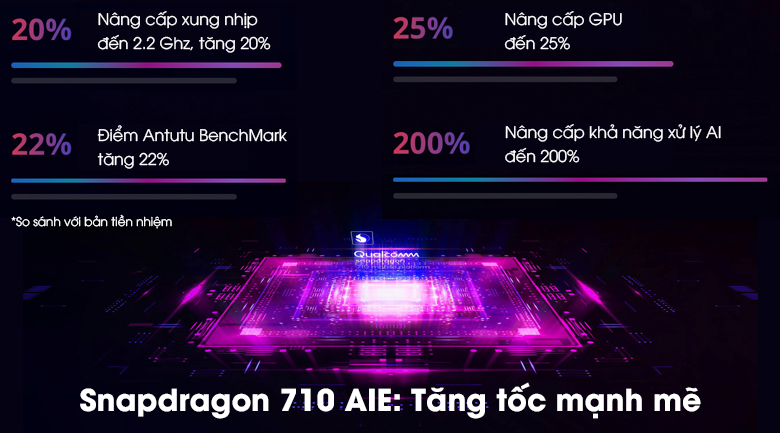 20%
Nâng cấp xung nhịp
đến 2.2 Ghz, tăng 20%
25%
Nâng cấp GPU
đến 25%
22%
Điểm Antutu BenchMark
tăng 22%
200%
Nâng cấp khả năng xử lý AI
đến 200%
*So sánh với bản tiền nhiệm
Qualcomm
snapdragon
Snapdragon 710 AIE: Tăng tốc mạnh mẽ